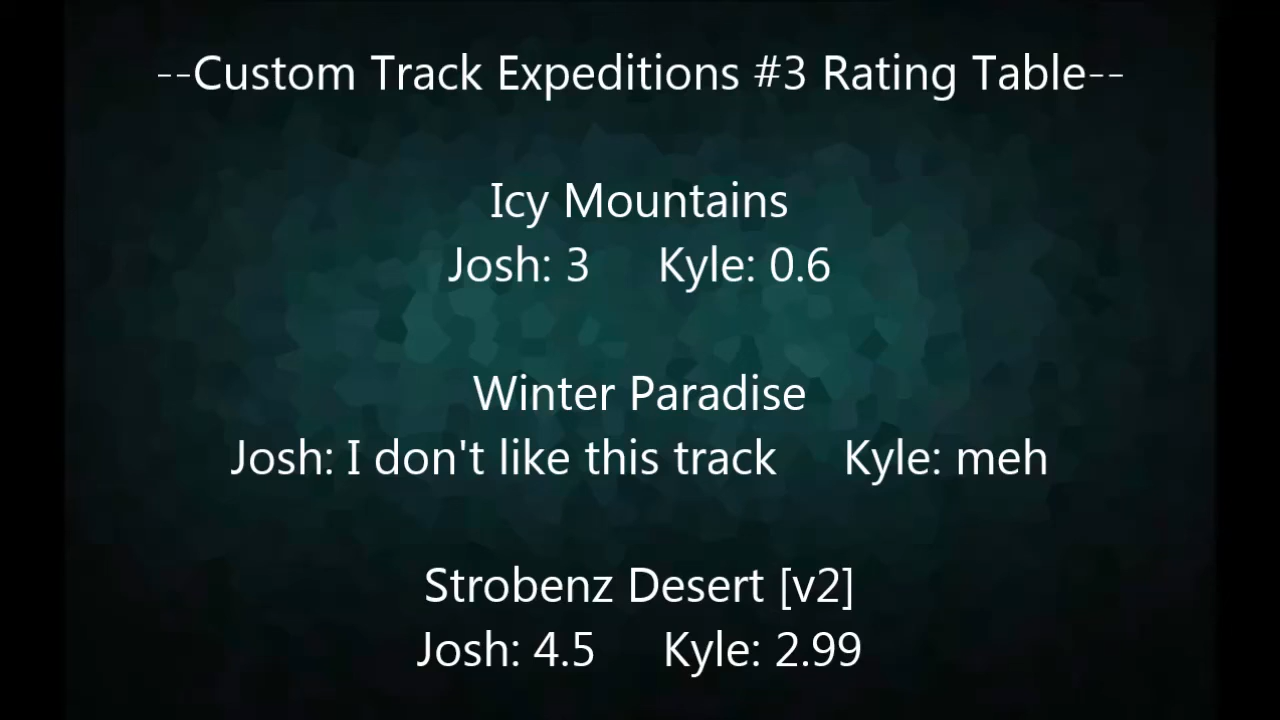 --Custom Track Expeditions #3 Rating Table--
Icy Mountains
Josh: 3 Kyle: 0.6
Winter Paradise
Josh: I don't like this track Kyle: meh
Strobenz Desert [v2]
Josh: 4.5 Kyle: 2.99